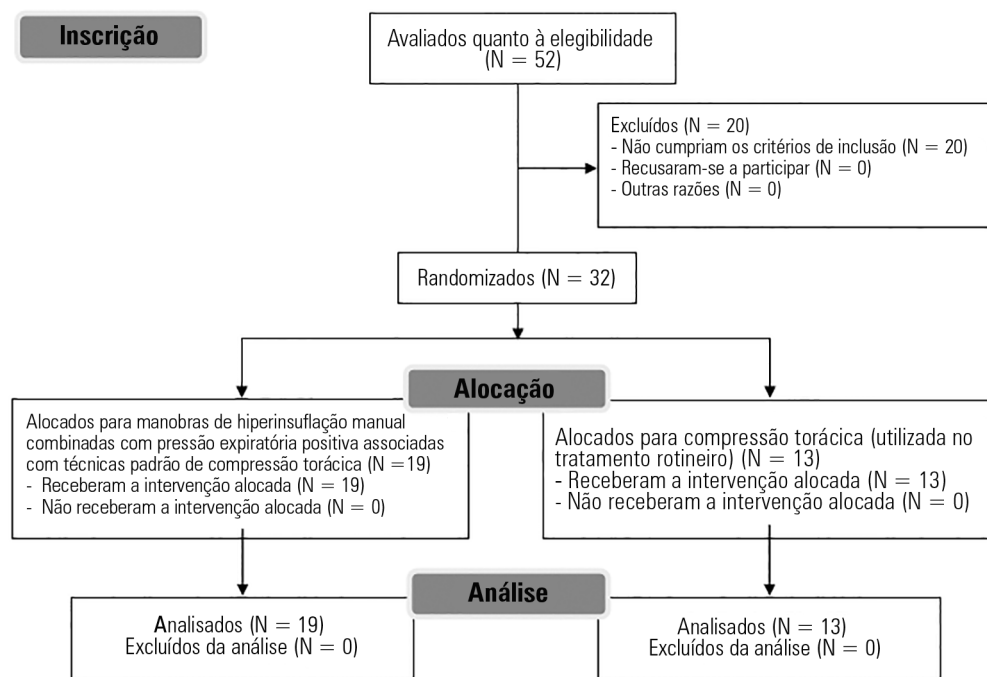 Inscrição
Avaliados quanto à elegibilidade
(N = 52)
Excluídos (N = 20)
- Não cumpriam os critérios de inclusão (N = 20)
- Recusaram-se a participar (N = 0)
- Outras razões (N = 0)
Randomizados (N = 32)
Alocação
Alocados para manobras de hiperinsuflação manual
combinadas com pressão expiratória positiva associadas
com técnicas padrão de compressão torácica (N =19)
- Receberam a intervenção alocada (N = 19)
- Não receberam a intervenção alocada (N = 0)
Alocados para compressão torácica (utilizada no
tratamento rotineiro) (N = 13)
- Receberam a intervenção alocada (N = 13)
- Não receberam a intervenção alocada (N = 0)
Análise
Analisados (N = 19)
Excluídos da análise (N = 0)
Analisados (N = 13)
Excluídos da análise (N = 0)